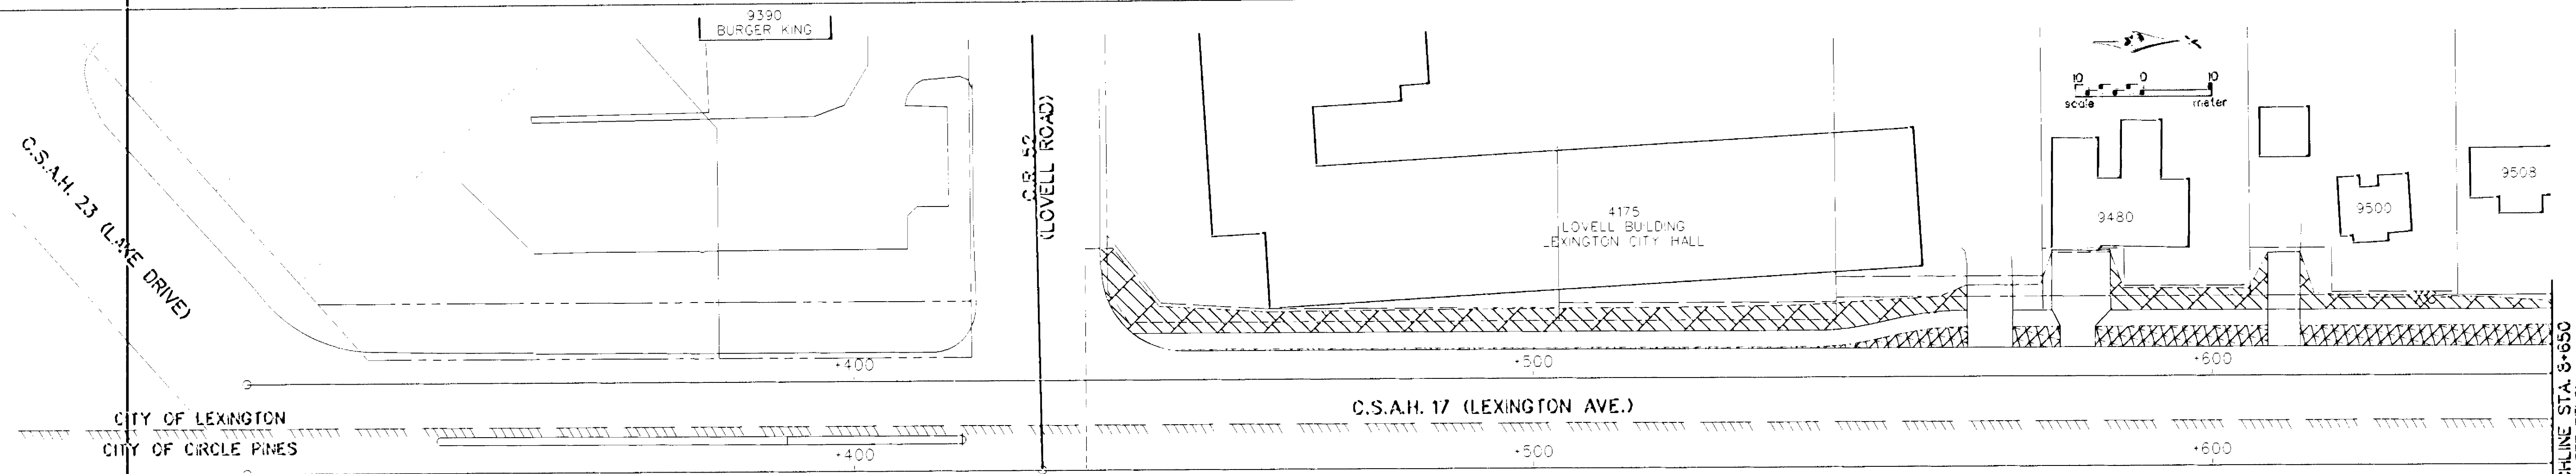 9390
BURGER KING
10 0 10
scale meter
C.S.A.H. 23 (LAKE DRIVE)
C.R. 52
(LOVELL ROAD)
4175
LOVELL BUILDING
LEXINGTON CITY HALL
9480
9500
9508
+400
+500
+600
C.S.A.H. 17 (LEXINGTON AVE.)
CITY OF LEXINGTON
CITY OF CIRCLE PINES
+400
+500
+600
STA. 8+650